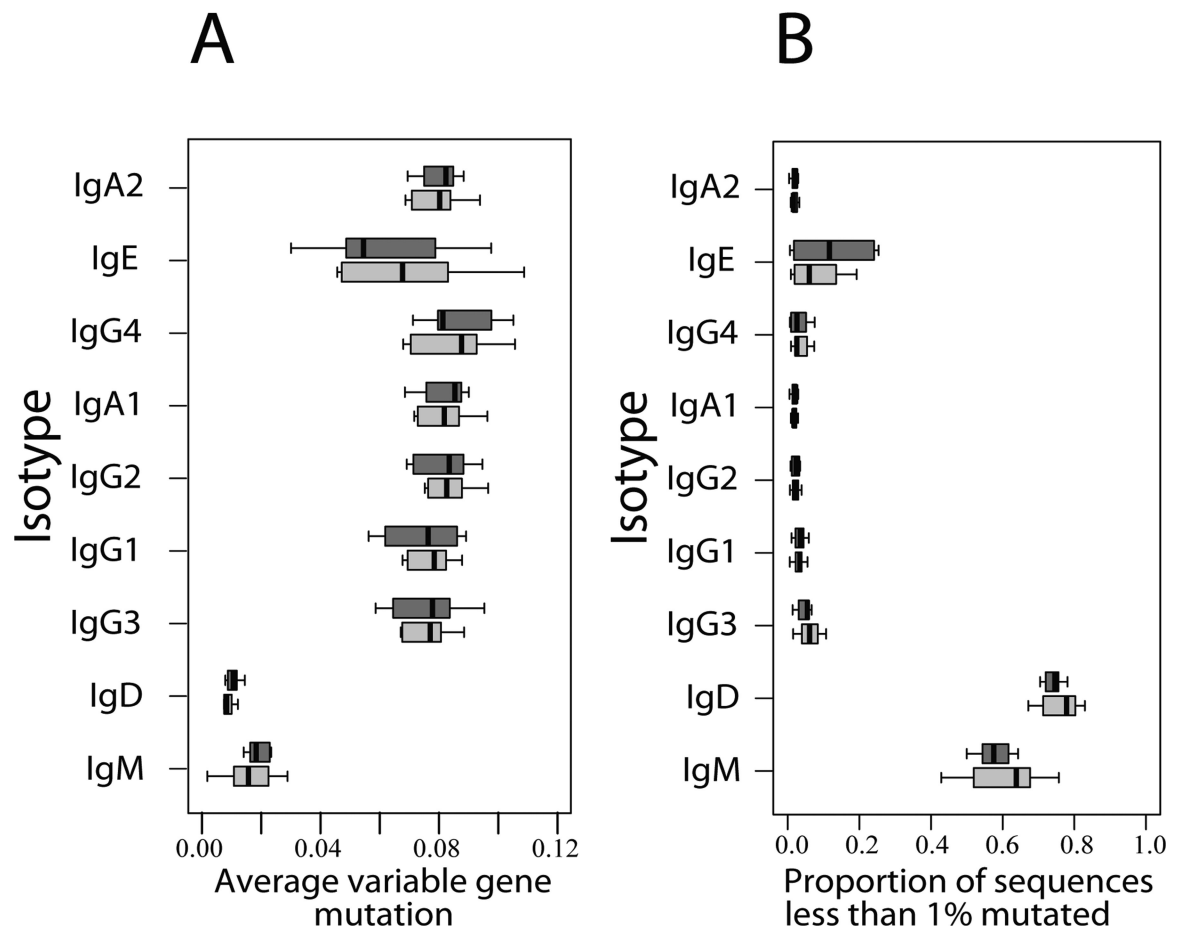 A
Isotype
IgA2
IgE
IgG4
IgA1
IgG2
IgG1
IgG3
IgD
IgM
0.00 0.04 0.08 0.12
Average variable gene
mutation
B
Isotype
IgA2
IgE
IgG4
IgA1
IgG2
IgG1
IgG3
IgD
IgM
0.0 0.2 0.4 0.6 0.8 1.0
Proportion of sequences
less than 1% mutated